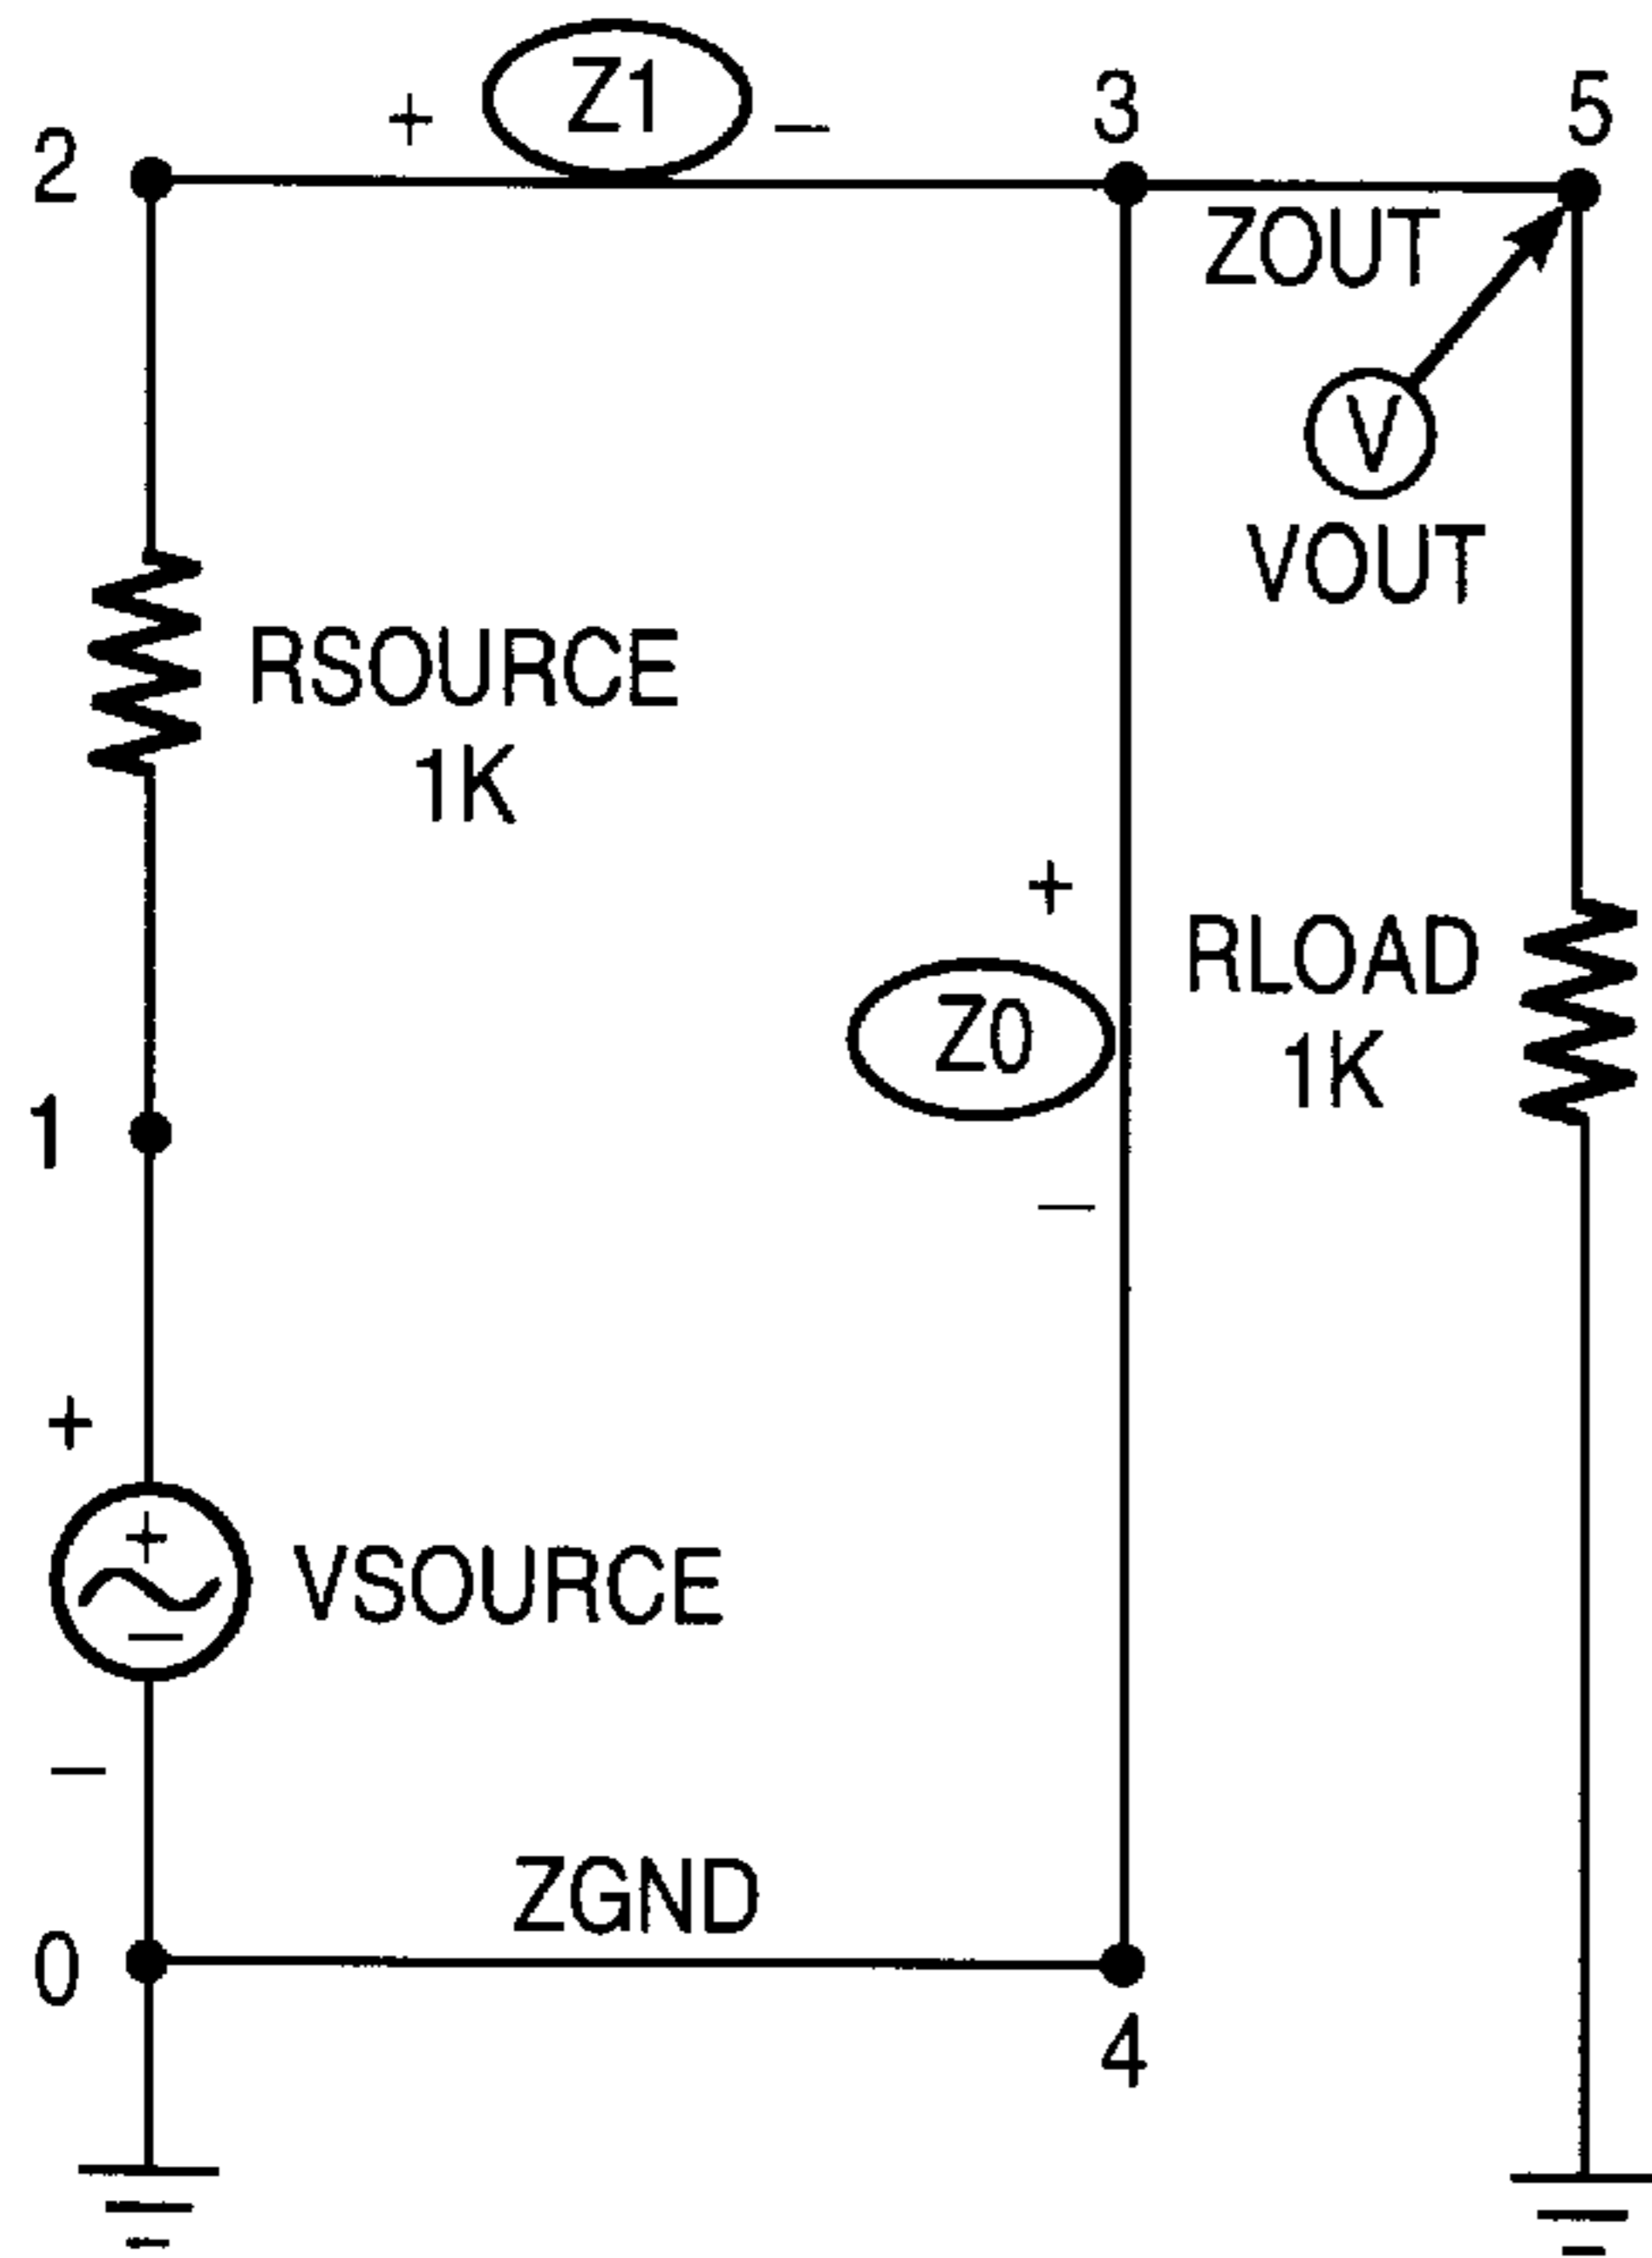 Z1
+
−
2
3
5
ZOUT
V
VOUT
RSOURCE
1K
+
Z0
−
RLOAD
1K
1
+
+
−
VSOURCE
−
ZGND
0
4